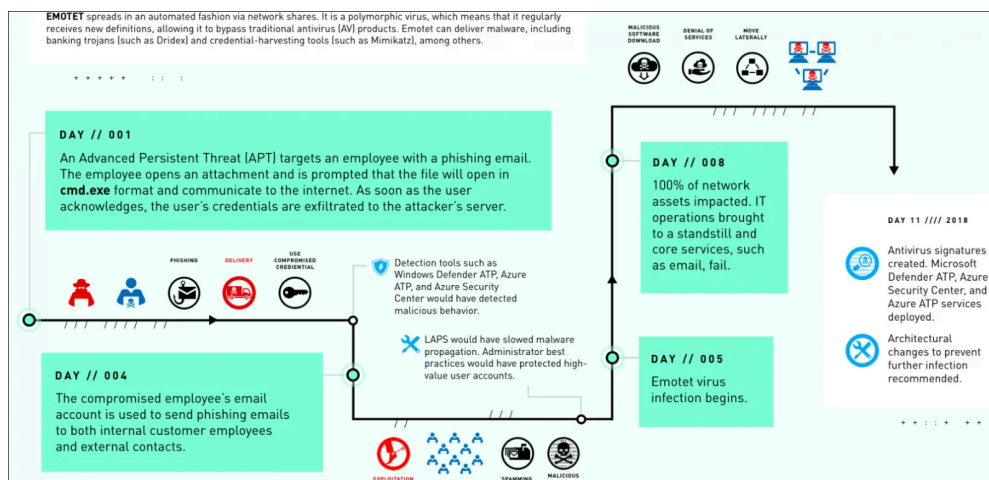 EMOTET spreads in an automated fashion via network shares. It is a polymorphic virus, which means that it regularly
receives new definitions, allowing it to bypass traditional antivirus (AV) products. Emotet can deliver malware, including
banking trojans (such as Dridex) and credential-harvesting tools (such as Mimikatz), among others.
MALICIOUS
SOFTWARE
DOWNLOAD
DENIAL OF
SERVICES
MOVE
LATERALLY
DAY // 001
An Advanced Persistent Threat (APT) targets an employee with a phishing email.
The employee opens an attachment and is prompted that the file will open in
cmd.exe format and communicate to the internet. As soon as the user
acknowledges, the user's credentials are exfiltrated to the attacker's server.
PHISHING
DELIVERY
USE
COMPROMISED
CREDENTIAL
Detection tools such as
Windows Defender ATP, Azure
ATP, and Azure Security
Center would have detected
malicious behavior.
LAPS would have slowed malware
propagation. Administrator best
practices would have protected high-
value user accounts.
DAY // 004
The compromised employee's email
account is used to send phishing emails
to both internal customer employees
and external contacts.
EXPLOITATION
SPAMMING
MALICIOUS
DAY // 008
100% of network
assets impacted. IT
operations brought
to a standstill and
core services, such
as email, fail.
DAY // 005
Emotet virus
infection begins.
DAY 11 //// 2018
Antivirus signatures
created. Microsoft
Defender ATP, Azure
Security Center, and
Azure ATP services
deployed.
Architectural
changes to prevent
further infection
recommended.